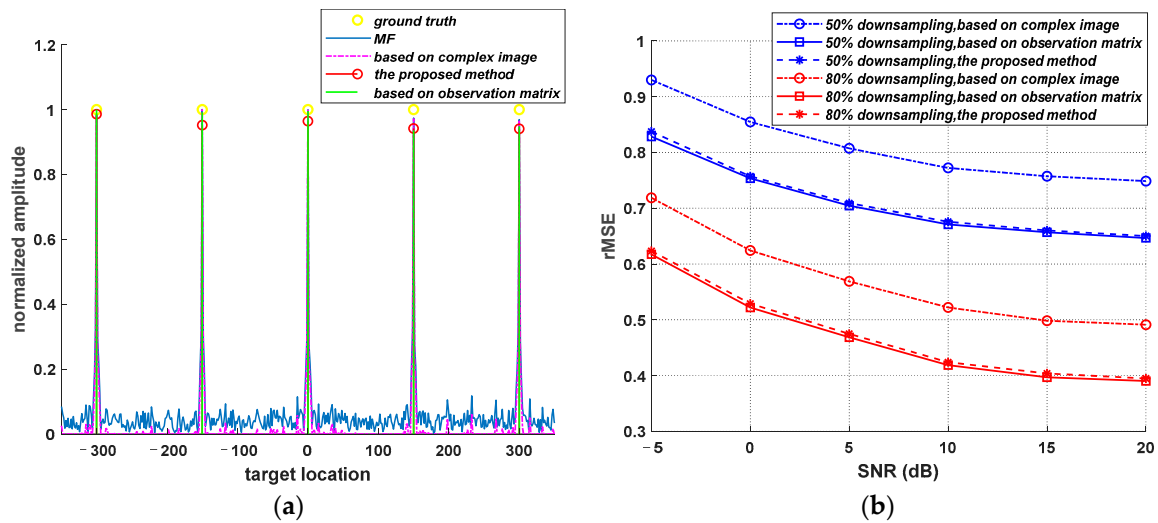 ground truth
MF
based on complex image
the proposed method
based on observation matrix
1.2
1
0.8
0.6
0.4
0.2
0
−300
−200
−100
0
100
200
300
normalized amplitude
target location
(a)
50% downsampling,based on complex image
50% downsampling,based on observation matrix
50% downsampling,the proposed method
80% downsampling,based on complex image
80% downsampling,based on observation matrix
80% downsampling,the proposed method
1
0.9
0.8
0.7
0.6
0.5
0.4
0.3
−5
0
5
10
15
20
rMSE
SNR (dB)
(b)